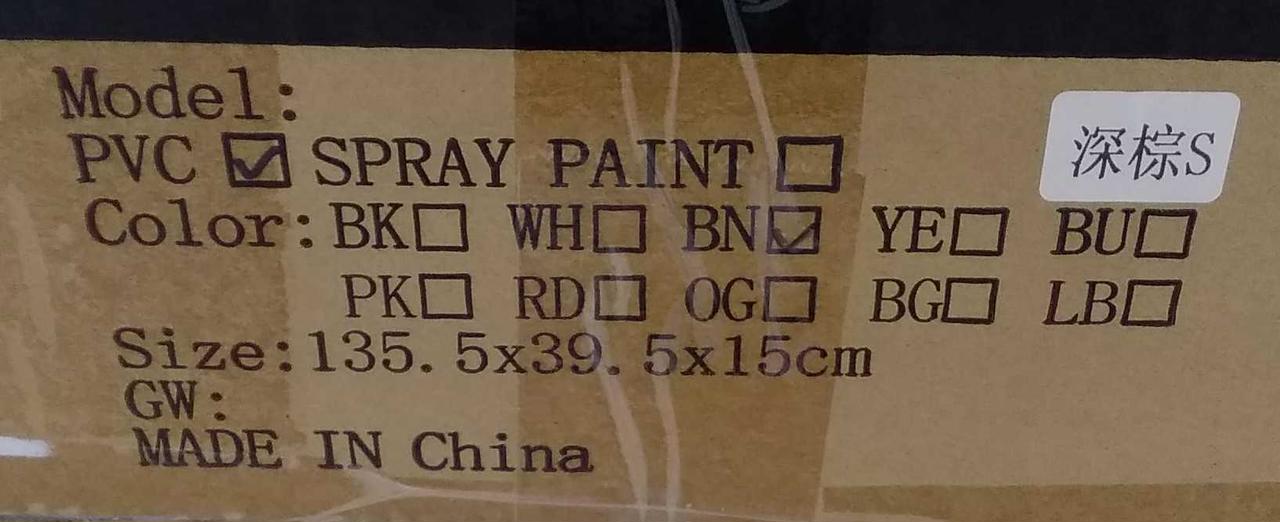 Model:
PVC ☑ SPRAY PAINT ☐
深棕S
Color: BK☐ WH☐ BN☑ YE☐ BU☐
PK☐ RD☐ OG☐ BG☐ LB☐
Size:135.5x39.5x15cm
GW:
MADE IN China